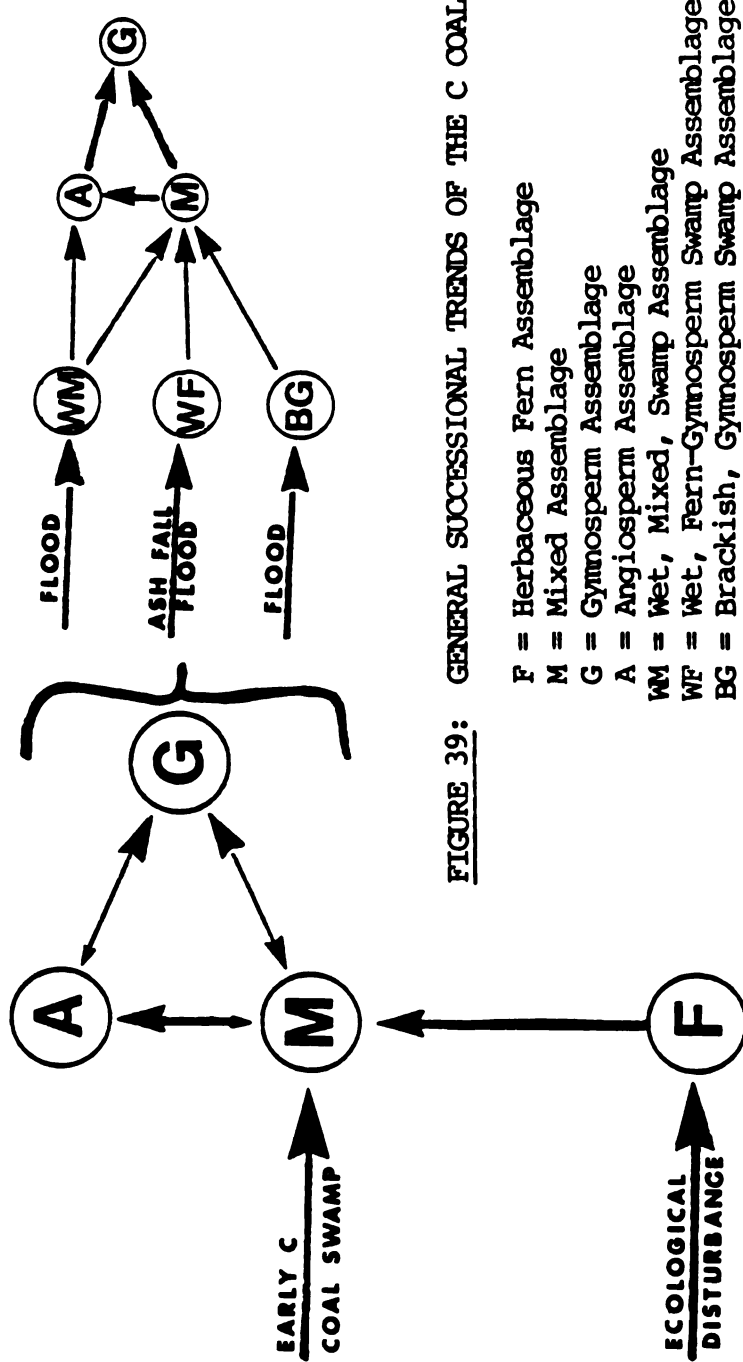 EARLY C
COAL SWAMP
ECOLOGICAL
DISTURBANCE
A
M
F
G
FLOOD
ASH FALL
FLOOD
FLOOD
WM
WF
BG
A
M
G
FIGURE 39: GENERAL SUCCESSIONAL TRENDS OF THE C COAL
F = Herbaceous Fern Assemblage
M = Mixed Assemblage
G = Gymnosperm Assemblage
A = Angiosperm Assemblage
WM = Wet, Mixed, Swamp Assemblage
WF = Wet, Fern-Gymnosperm Swamp Assemblage
BG = Brackish, Gymnosperm Swamp Assemblage